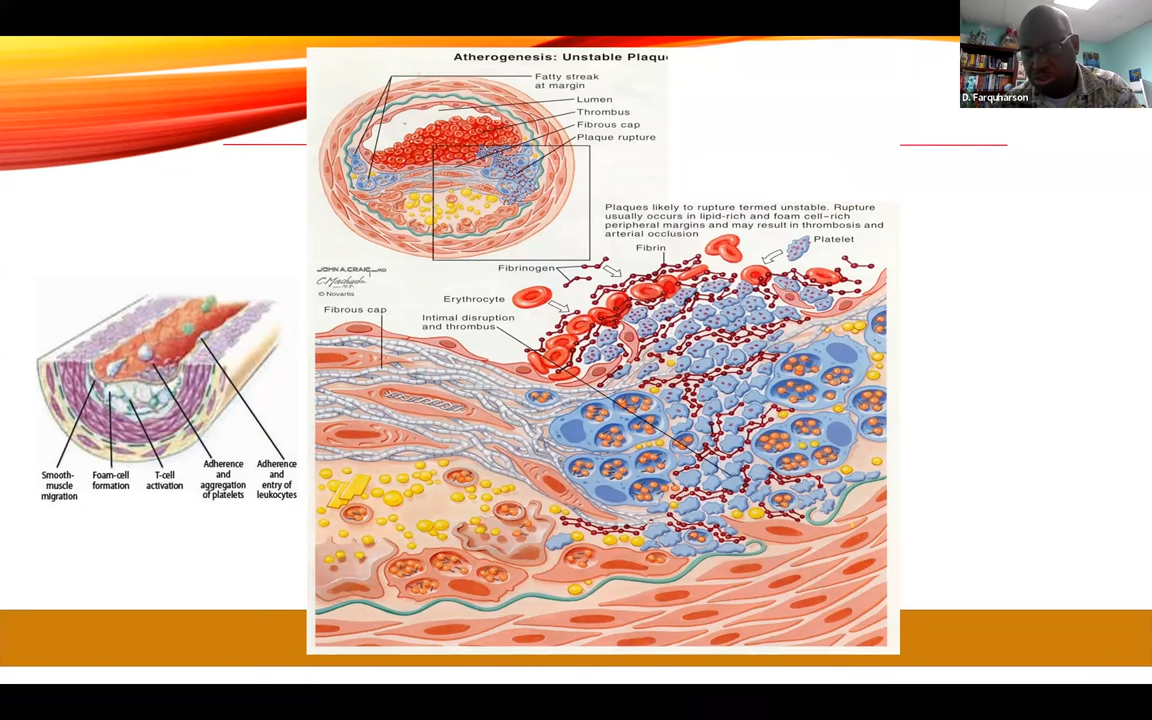 Atherogenesis: Unstable Plaque
Fatty streak
at margin
Lumen
Thrombus
Fibrous cap
Plaque rupture
D. Farquharson
Plaques likely to rupture termed unstable. Rupture
usually occurs in lipid-rich and foam cell-rich
peripheral margins and may result in thrombosis and
arterial occlusion
Platelet
Fibrin
Fibrinogen
JOHN A. CRAIG_MD
C. Machado
© Novartis
Erythrocyte
Fibrous cap
Intimal disruption
and thrombus
Smooth-
muscle
migration
Foam-cell
formation
T-cell
activation
Adherence
and
aggregation
of platelets
Adherence
and
entry of
leukocytes